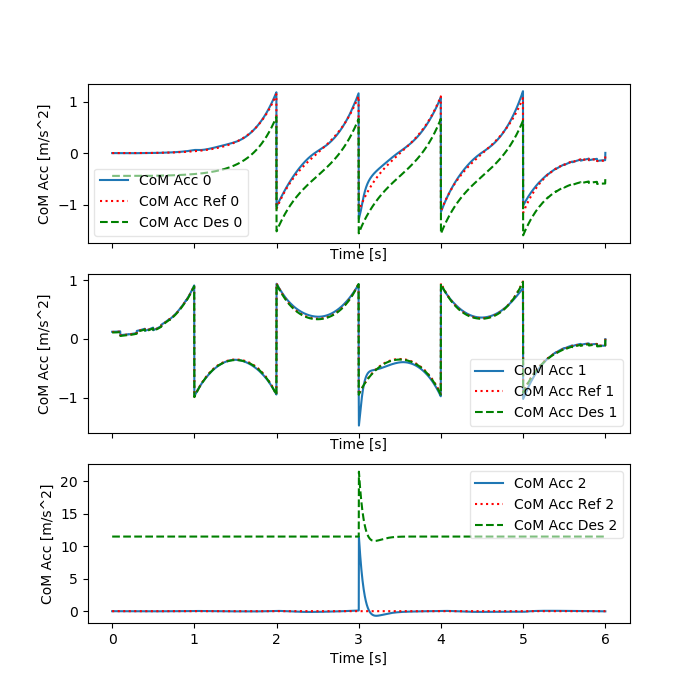 1
0
−1
CoM Acc [m/s^2]
CoM Acc 0
CoM Acc Ref 0
CoM Acc Des 0
Time [s]
1
0
−1
CoM Acc [m/s^2]
CoM Acc 1
CoM Acc Ref 1
CoM Acc Des 1
Time [s]
20
15
10
5
0
CoM Acc [m/s^2]
CoM Acc 2
CoM Acc Ref 2
CoM Acc Des 2
0 1 2 3 4 5 6
Time [s]